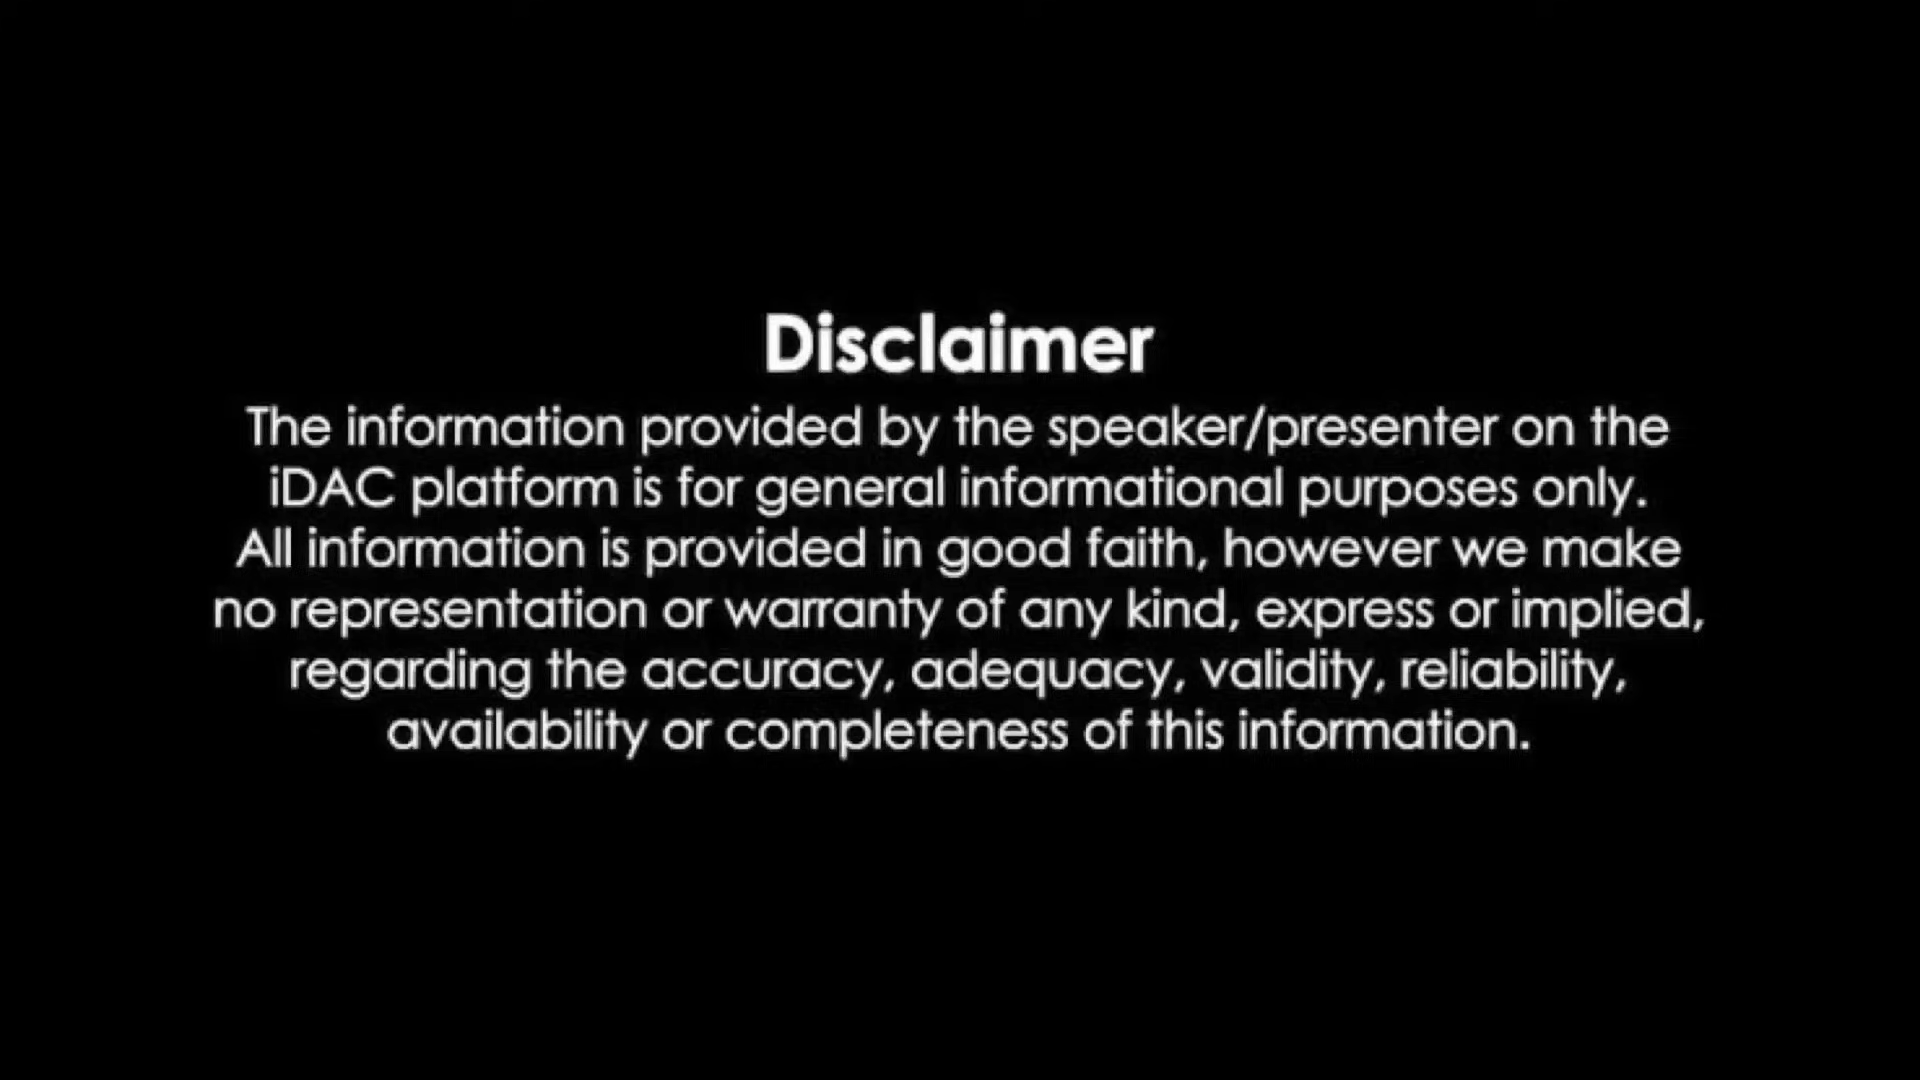 Disclaimer
The information provided by the speaker/presenter on the
iDAC platform is for general informational purposes only.
All information is provided in good faith, however we make
no representation or warranty of any kind, express or implied,
regarding the accuracy, adequacy, validity, reliability,
availability or completeness of this information.